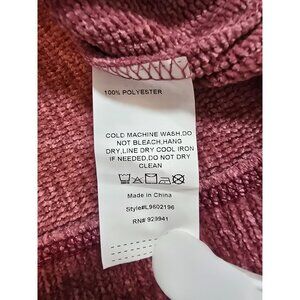 100% POLYESTER
COLD MACHINE WASH,DO
NOT BLEACH,HANG
DRY,LINE DRY COOL IRON
IF NEEDED,DO NOT DRY
CLEAN
Made in China
Style#L9602196
RN# 929941